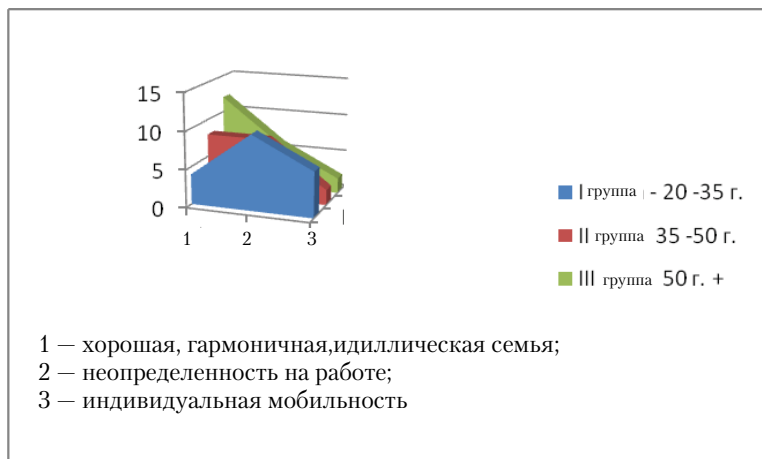 15
10
5
0
1 2 3
I группа - 20 -35 г.
II группа 35 -50 г.
III группа 50 г. +
1 — хорошая, гармоничная,идиллическая семья;
2 — неопределенность на работе;
3 — индивидуальная мобильность